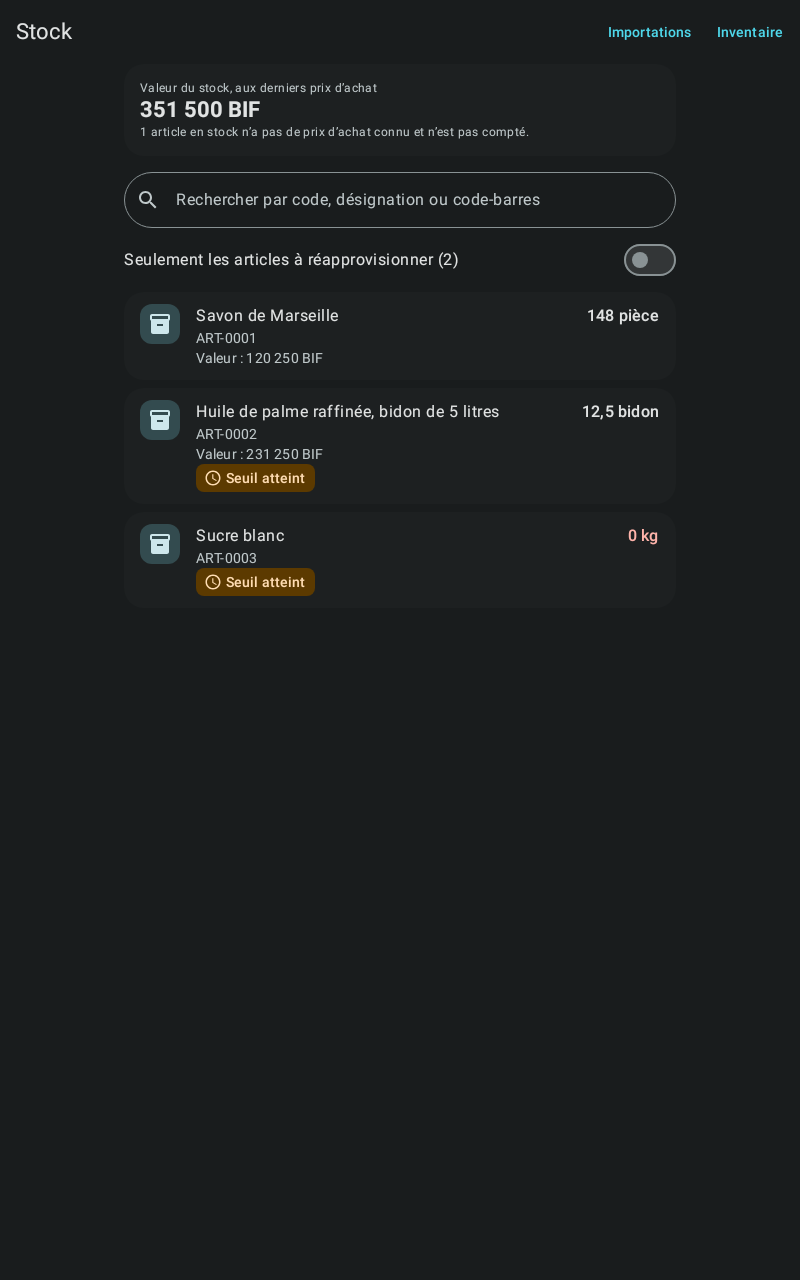 Stock
Importations
Inventaire
Valeur du stock, aux derniers prix d’achat
351 500 BIF
1 article en stock n’a pas de prix d’achat connu et n’est pas compté.
Rechercher par code, désignation ou code-barres
Seulement les articles à réapprovisionner (2)
Savon de Marseille
148 pièce
ART-0001
Valeur : 120 250 BIF
Huile de palme raffinée, bidon de 5 litres
12,5 bidon
ART-0002
Valeur : 231 250 BIF
Seuil atteint
Sucre blanc
0 kg
ART-0003
Seuil atteint